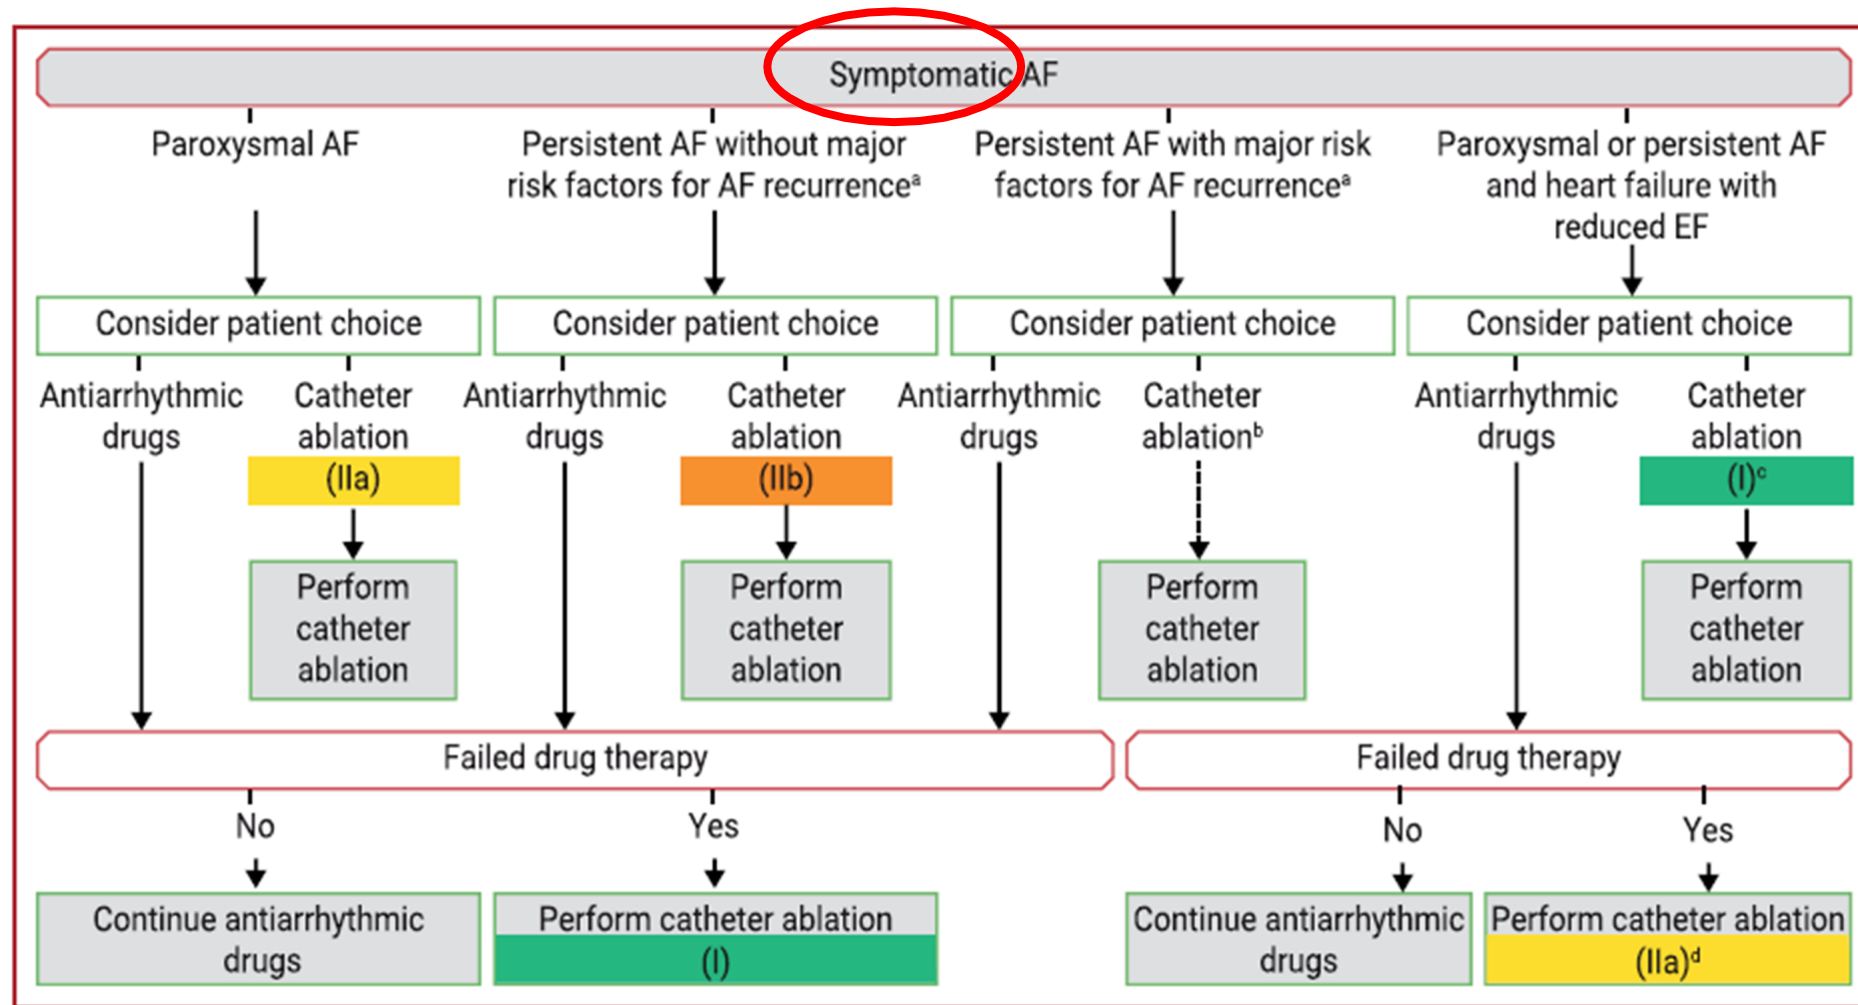 Symptomatic AF
Paroxysmal AF
Persistent AF without major
risk factors for AF recurrenceᵃ
Persistent AF with major risk
factors for AF recurrenceᵃ
Paroxysmal or persistent AF
and heart failure with
reduced EF
Consider patient choice
Consider patient choice
Consider patient choice
Consider patient choice
Antiarrhythmic
drugs
Catheter
ablation
(IIa)
Antiarrhythmic
drugs
Catheter
ablation
(IIb)
Antiarrhythmic
drugs
Catheter
ablationᵇ
Antiarrhythmic
drugs
Catheter
ablation
(I)ᶜ
Perform
catheter
ablation
Perform
catheter
ablation
Perform
catheter
ablation
Perform
catheter
ablation
Failed drug therapy
Failed drug therapy
No
Yes
No
Yes
Continue antiarrhythmic
drugs
Perform catheter ablation
(I)
Continue antiarrhythmic
drugs
Perform catheter ablation
(IIa)ᵈ